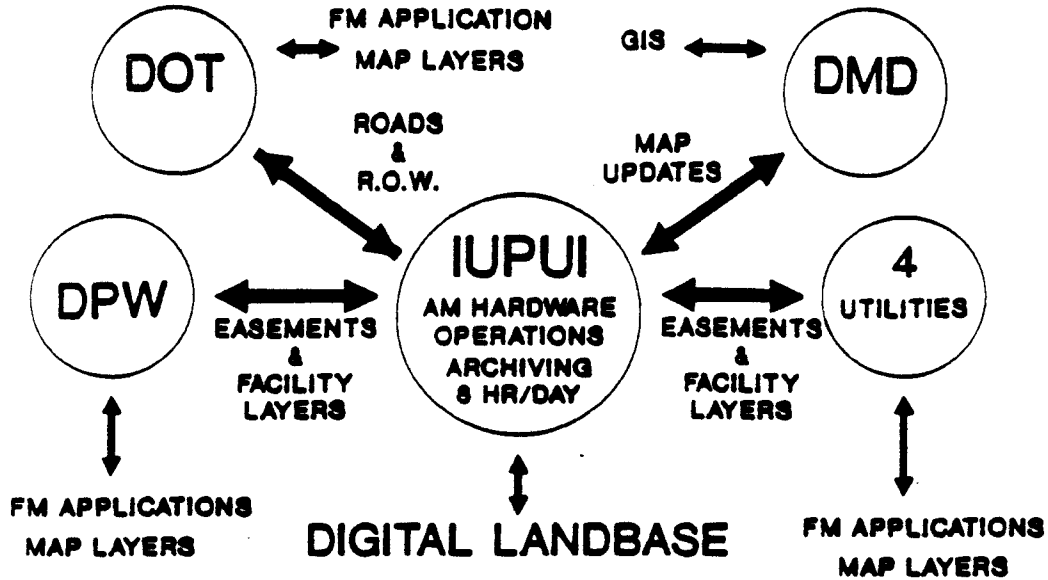 DOT
FM APPLICATION
MAP LAYERS
GIS
DMD
ROADS
&
R.O.W.
MAP
UPDATES
DPW
EASEMENTS
&
FACILITY
LAYERS
IUPUI
AM HARDWARE
OPERATIONS
ARCHIVING
8 HR/DAY
EASEMENTS
&
FACILITY
LAYERS
4
UTILITIES
FM APPLICATIONS
MAP LAYERS
DIGITAL LANDBASE
FM APPLICATIONS
MAP LAYERS